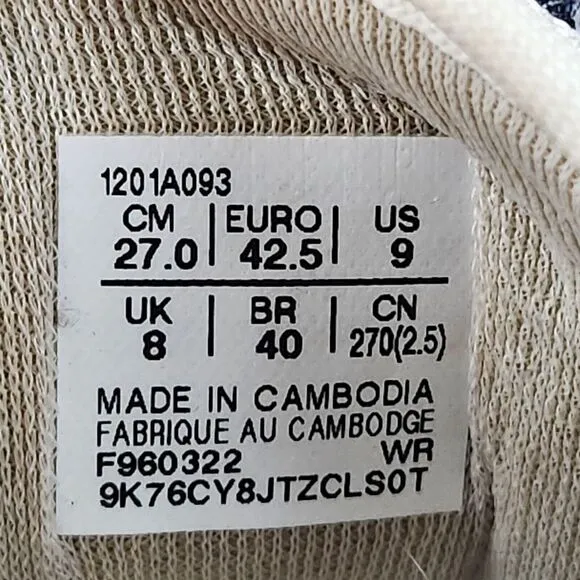 1201A093
CM | EURO | US
27.0 | 42.5 | 9
UK | BR | CN
8 | 40 | 270(2.5)
MADE IN CAMBODIA
FABRIQUE AU CAMBODGE
F960322 WR
9K76CY8JTZCLS0T